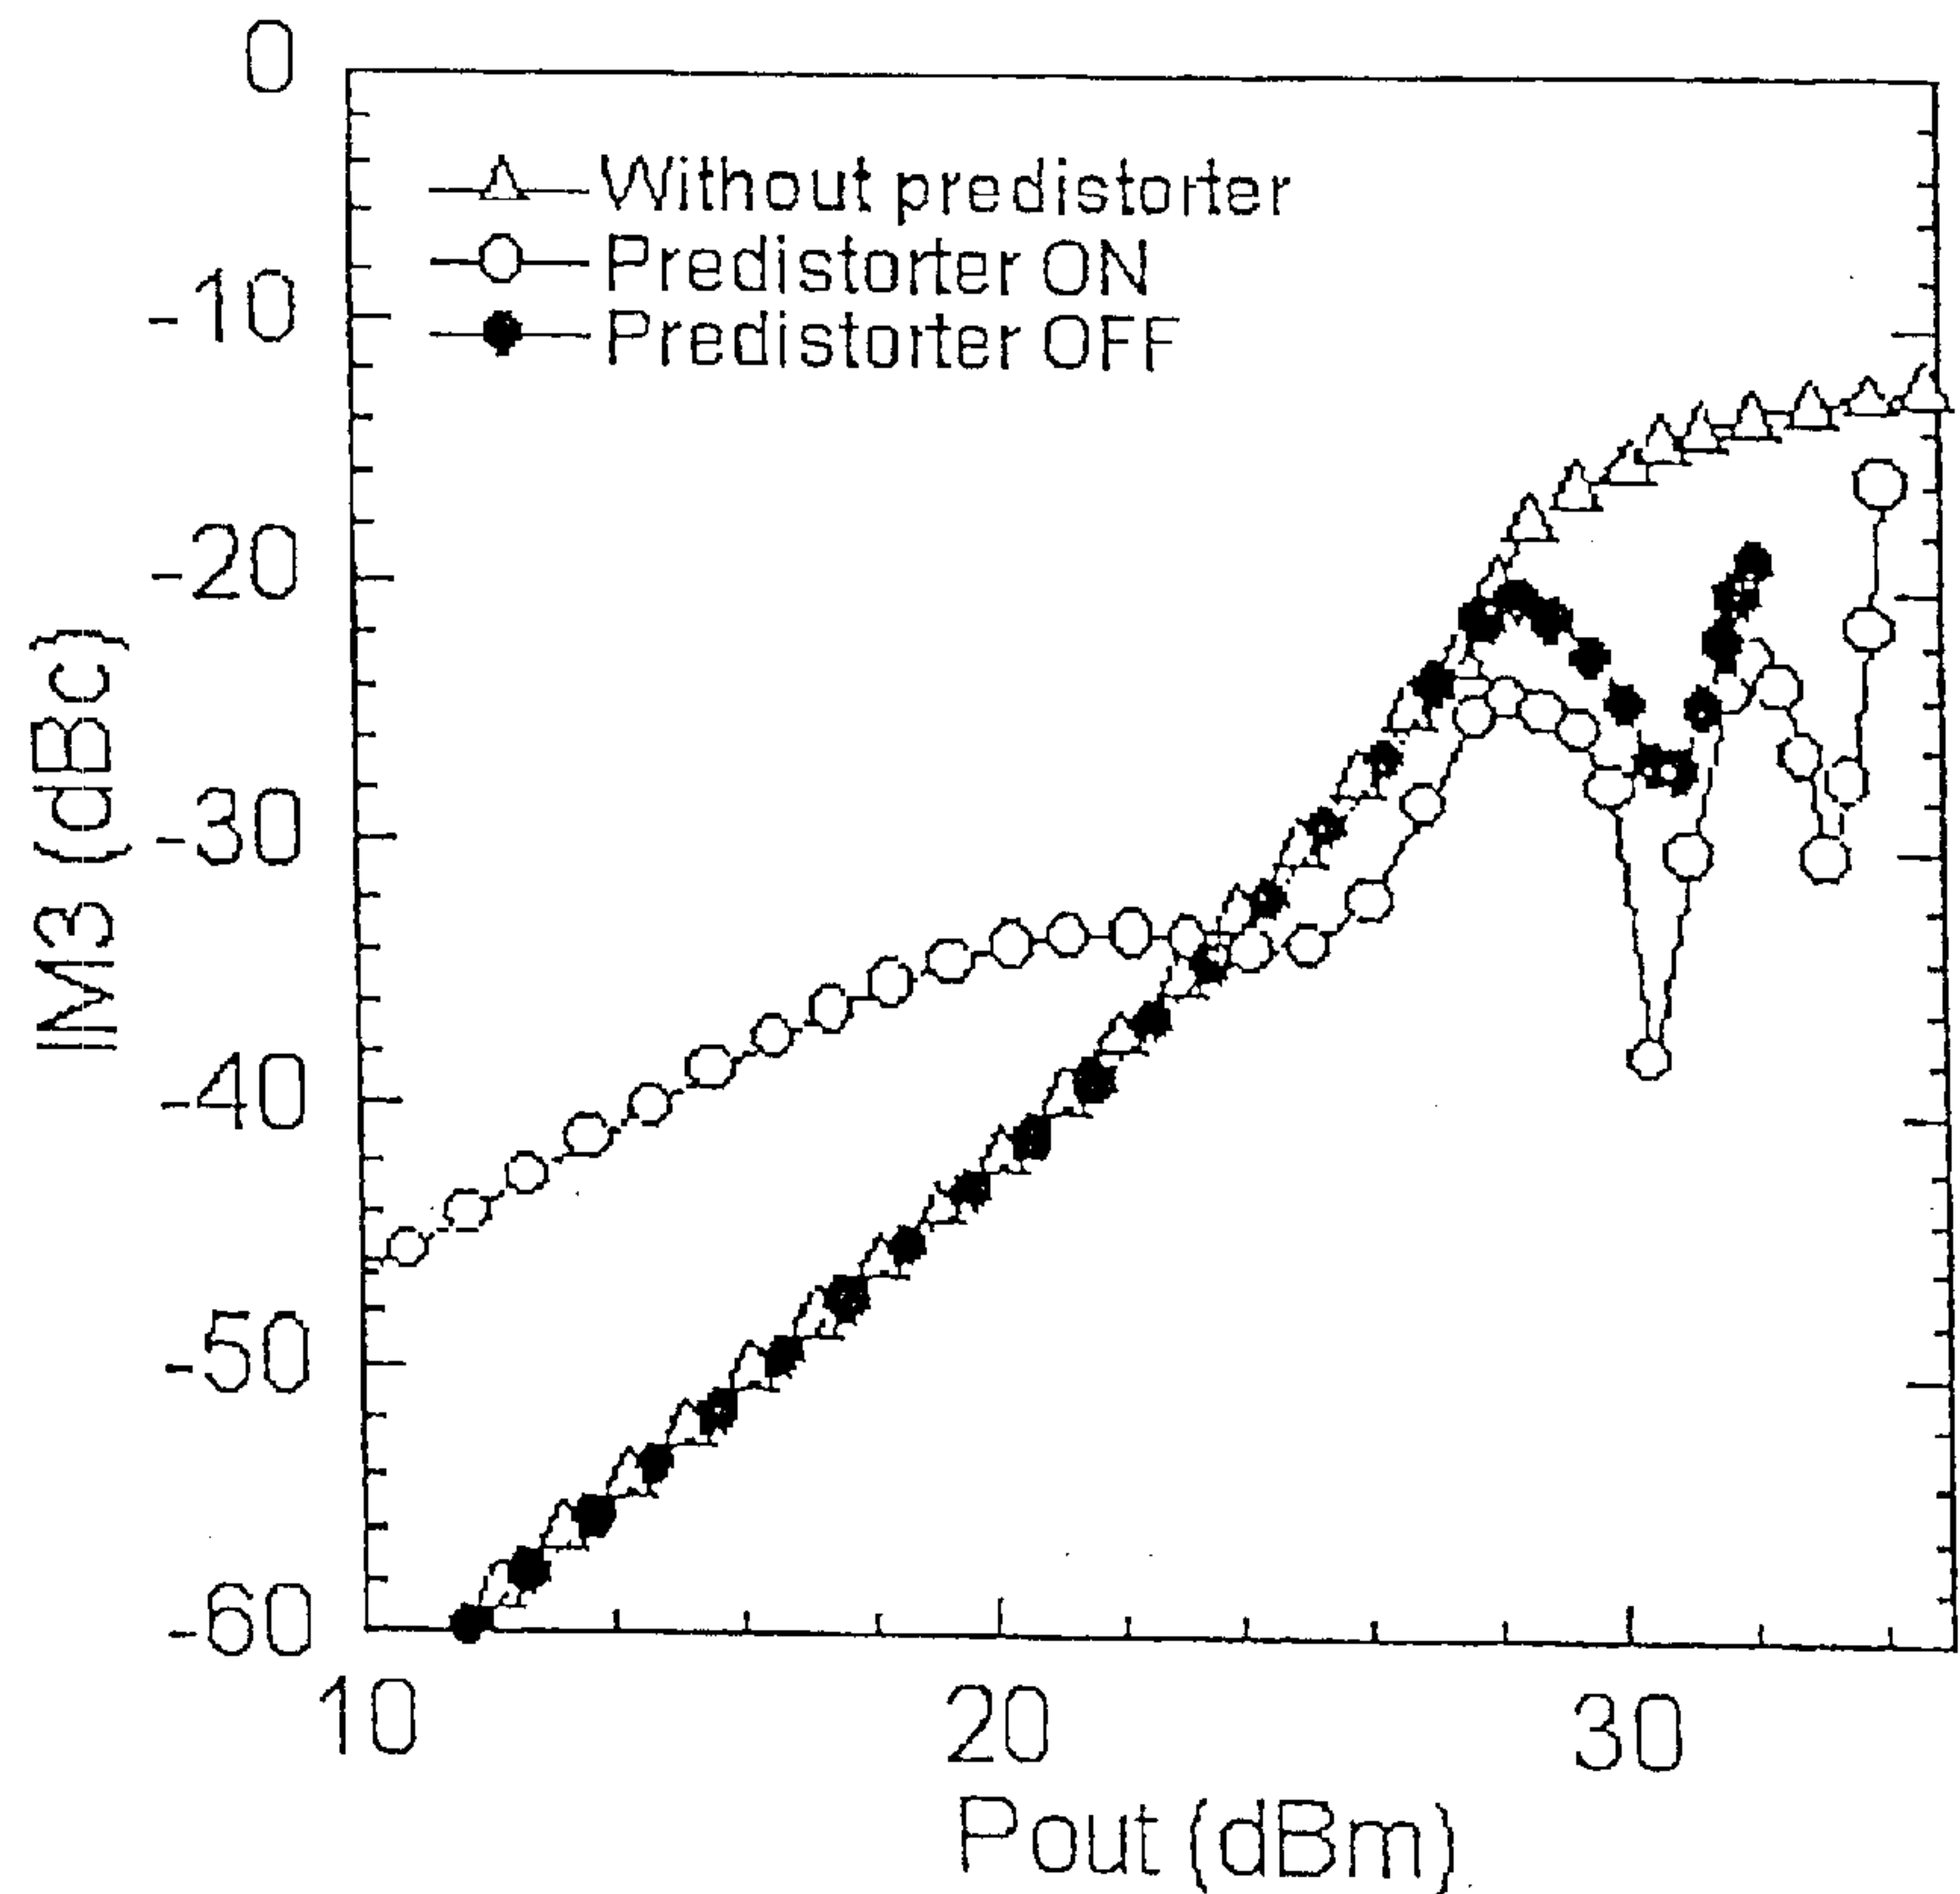 0
-10
-20
-30
-40
-50
-60
IM3 (dBc)
Without predistorter
Predistorter ON
Predistorter OFF
10 20 30
Pout (dBm)